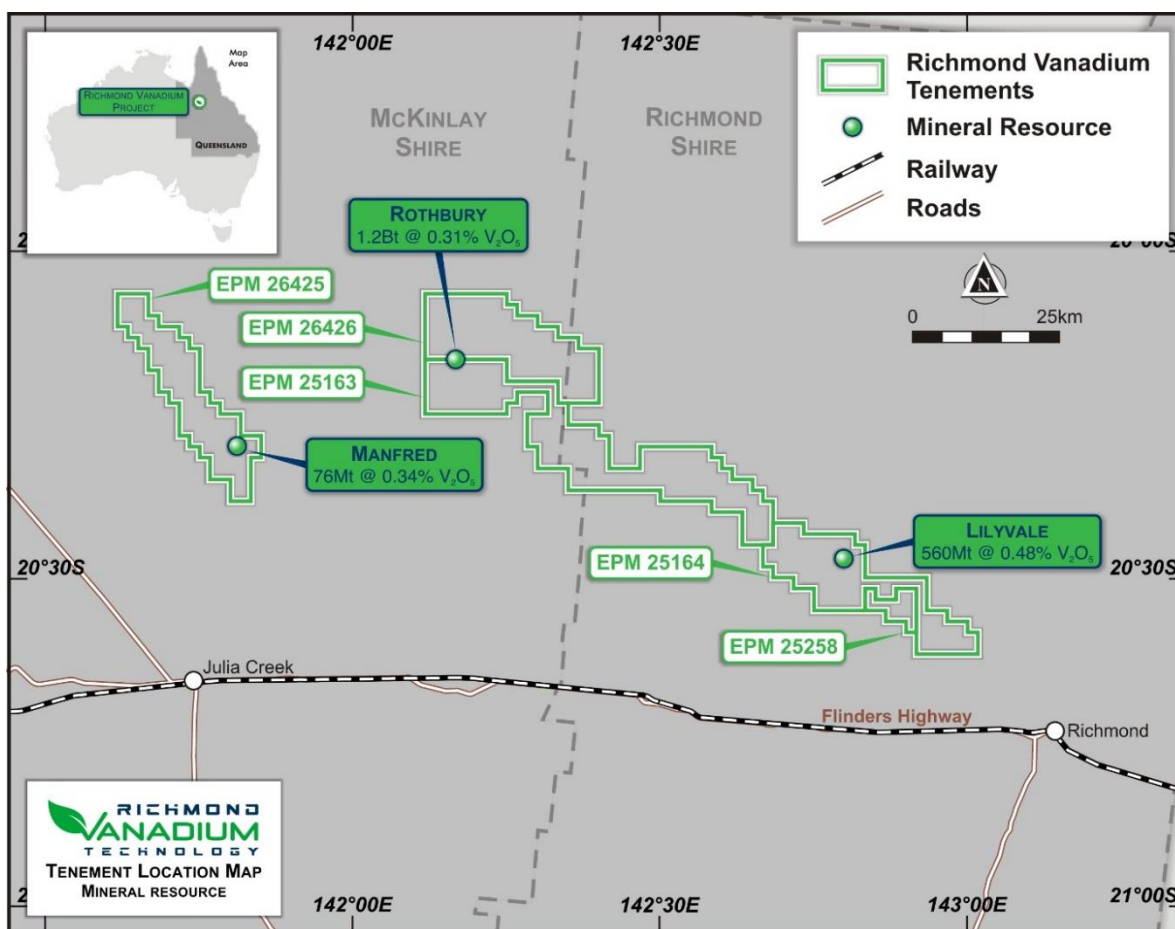 142°00E
142°30E
Map
Area
RICHMOND VANADIUM
PROJECT
QUEENSLAND
MCKINLAY
SHIRE
RICHMOND
SHIRE
Richmond Vanadium
Tenements
Mineral Resource
Railway
Roads
ROTHBURY
1.2Bt @ 0.31% V₂O₅
20°00S
N
0 25km
EPM 26425
EPM 26426
EPM 25163
MANFRED
76Mt @ 0.34% V₂O₅
LILYVALE
560Mt @ 0.48% V₂O₅
EPM 25164
20°30S
20°30S
EPM 25258
Julia Creek
Flinders Highway
Richmond
RICHMOND
VANADIUM
TECHNOLOGY
TENEMENT LOCATION MAP
MINERAL RESOURCE
142°00E
142°30E
143°00E
21°00S